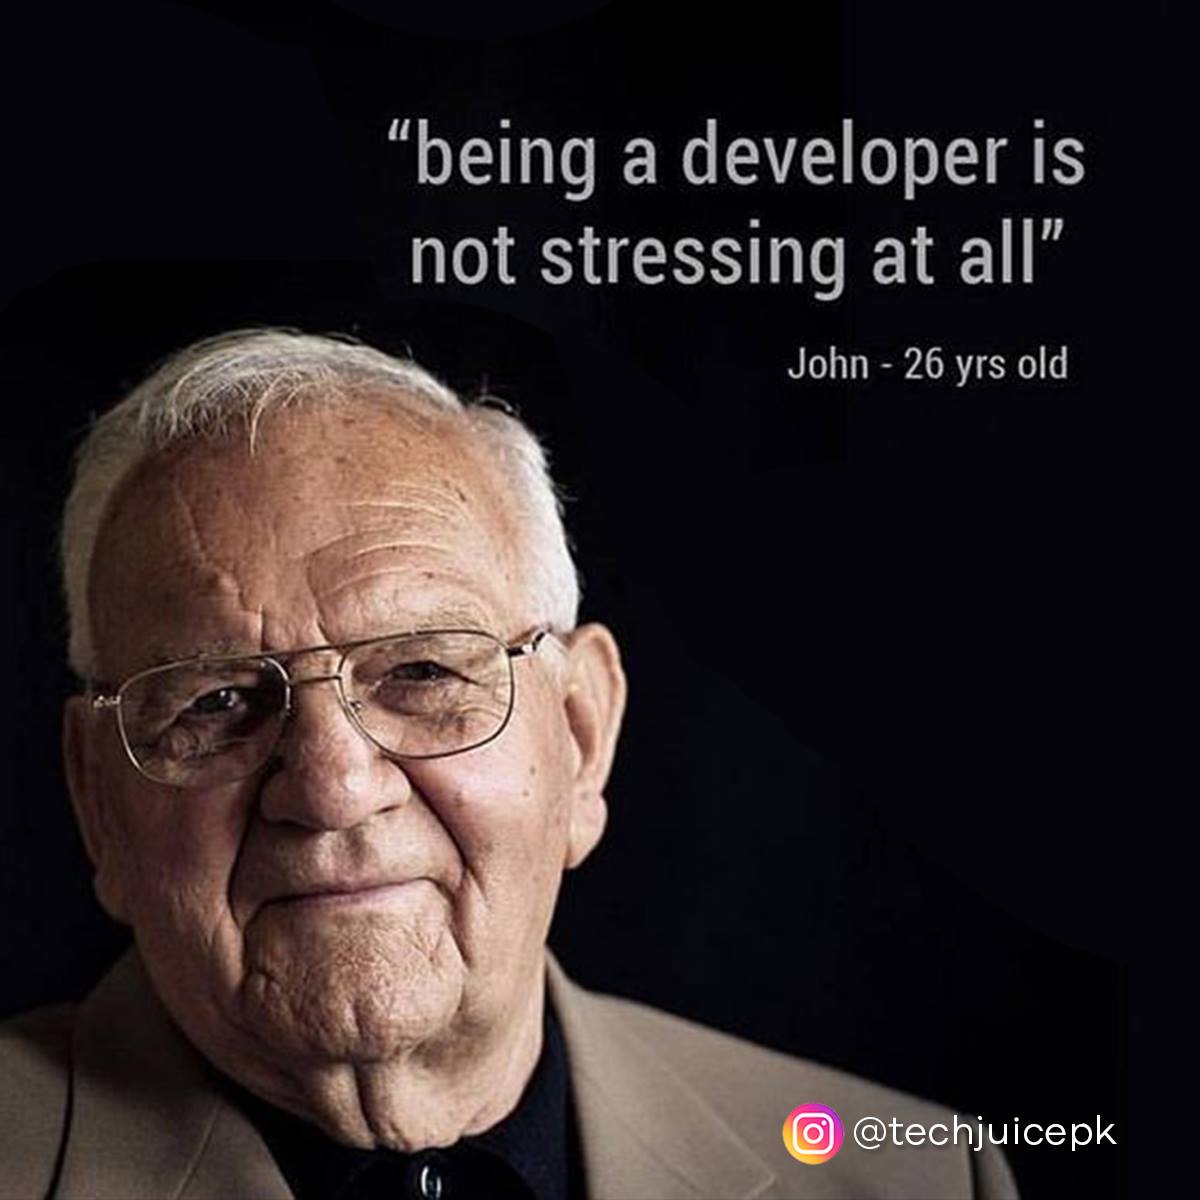 “being a developer is
not stressing at all”
John - 26 yrs old
@techjuicepk